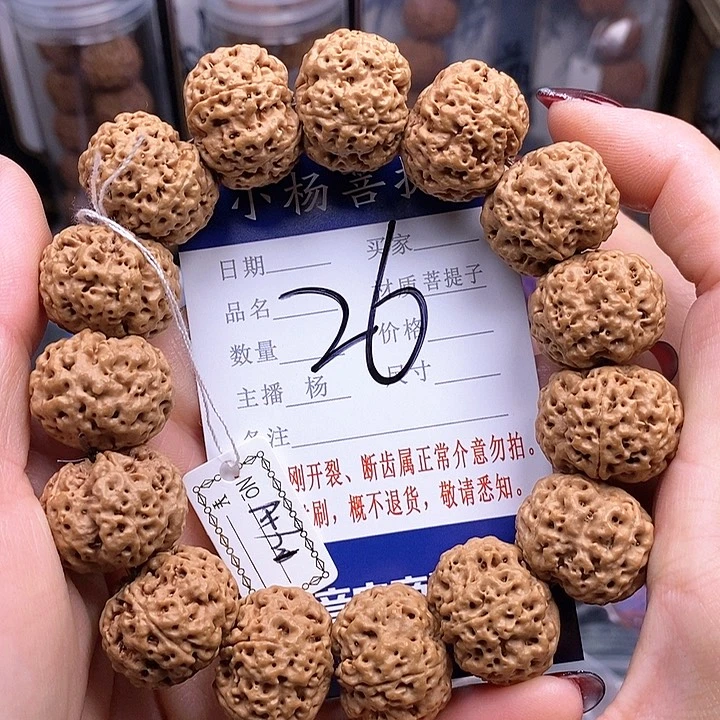 小杨菩提
日期 买家
品名 材质 菩提子
26
数量 价格
主播 杨 尺寸
备注
刚开裂、断齿属正常介意勿拍。
刷，概不退货，敬请悉知。
NO